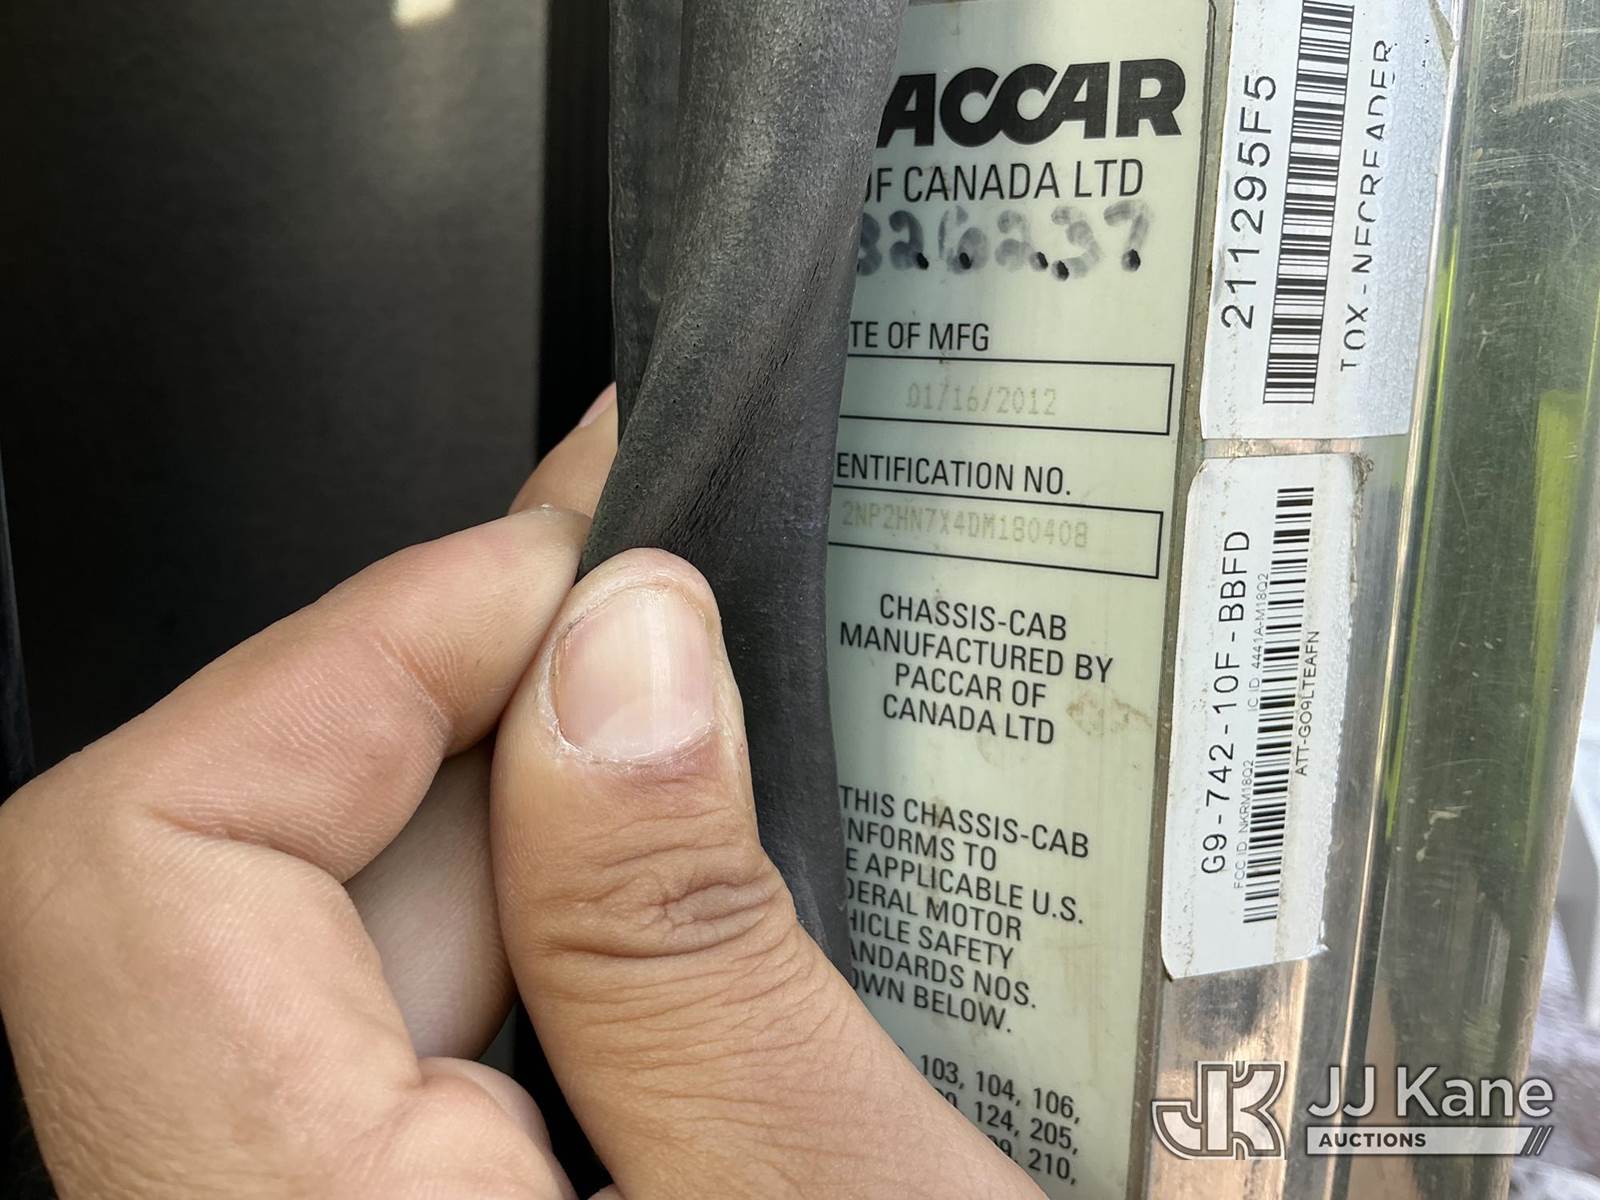 ACCAR
OF CANADA LTD
326237
TE OF MFG
01/16/2012
ENTIFICATION NO.
2NP2HN7X4DM180408
CHASSIS-CAB
MANUFACTURED BY
PACCAR OF
CANADA LTD
THIS CHASSIS-CAB
NFORMS TO
E APPLICABLE U.S.
DERAL MOTOR
HICLE SAFETY
ANDARDS NOS.
OWN BELOW.
103, 104, 106,
124, 205,
210,
211295F5
TOX-NFCREADER
G9-742-10F-BBFD
FCC ID: NKRM18Q2 IC ID: 4441A-M18Q2
ATT-GO9LTEAFN
JK JJ Kane
AUCTIONS